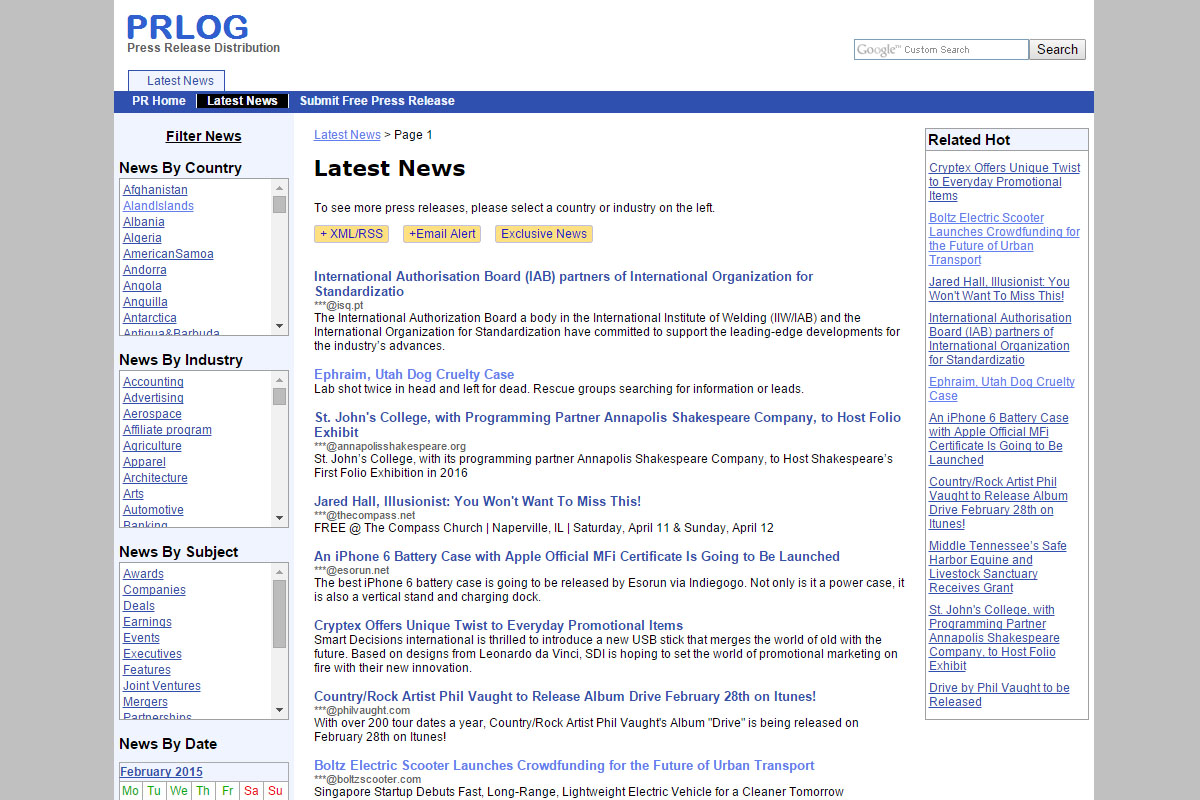 PRLOG
Press Release Distribution
Google™ Custom Search
Search
Latest News
PR Home
Latest News
Submit Free Press Release
Filter News
News By Country
Afghanistan
AlandIslands
Albania
Algeria
AmericanSamoa
Andorra
Angola
Anguilla
Antarctica
Antigua&Barbuda
News By Industry
Accounting
Advertising
Aerospace
Affiliate program
Agriculture
Apparel
Architecture
Arts
Automotive
Banking
News By Subject
Awards
Companies
Deals
Earnings
Events
Executives
Features
Joint Ventures
Mergers
Partnerships
News By Date
February 2015
Mo Tu We Th Fr Sa Su
Latest News > Page 1
Latest News
To see more press releases, please select a country or industry on the left.
+ XML/RSS
+Email Alert
Exclusive News
International Authorisation Board (IAB) partners of International Organization for
Standardizatio
***@isq.pt
The International Authorization Board a body in the International Institute of Welding (IIW/IAB) and the
International Organization for Standardization have committed to support the leading-edge developments for
the industry's advances.
Ephraim, Utah Dog Cruelty Case
Lab shot twice in head and left for dead. Rescue groups searching for information or leads.
St. John's College, with Programming Partner Annapolis Shakespeare Company, to Host Folio
Exhibit
***@annapolisshakespeare.org
St. John's College, with its programming partner Annapolis Shakespeare Company, to Host Shakespeare's
First Folio Exhibition in 2016
Jared Hall, Illusionist: You Won't Want To Miss This!
***@thecompass.net
FREE @ The Compass Church | Naperville, IL | Saturday, April 11 & Sunday, April 12
An iPhone 6 Battery Case with Apple Official MFi Certificate Is Going to Be Launched
***@esorun.net
The best iPhone 6 battery case is going to be released by Esorun via Indiegogo. Not only is it a power case, it
is also a vertical stand and charging dock.
Cryptex Offers Unique Twist to Everyday Promotional Items
Smart Decisions international is thrilled to introduce a new USB stick that merges the world of old with the
future. Based on designs from Leonardo da Vinci, SDI is hoping to set the world of promotional marketing on
fire with their new innovation.
Country/Rock Artist Phil Vaught to Release Album Drive February 28th on Itunes!
***@philvaught.com
With over 200 tour dates a year, Country/Rock Artist Phil Vaught's Album "Drive" is being released on
February 28th on Itunes!
Boltz Electric Scooter Launches Crowdfunding for the Future of Urban Transport
***@boltzscooter.com
Singapore Startup Debuts Fast, Long-Range, Lightweight Electric Vehicle for a Cleaner Tomorrow
Related Hot
Cryptex Offers Unique Twist
to Everyday Promotional
Items
Boltz Electric Scooter
Launches Crowdfunding for
the Future of Urban
Transport
Jared Hall, Illusionist: You
Won't Want To Miss This!
International Authorisation
Board (IAB) partners of
International Organization
for Standardizatio
Ephraim, Utah Dog Cruelty
Case
An iPhone 6 Battery Case
with Apple Official MFi
Certificate Is Going to Be
Launched
Country/Rock Artist Phil
Vaught to Release Album
Drive February 28th on
Itunes!
Middle Tennessee's Safe
Harbor Equine and
Livestock Sanctuary
Receives Grant
St. John's College, with
Programming Partner
Annapolis Shakespeare
Company, to Host Folio
Exhibit
Drive by Phil Vaught to be
Released